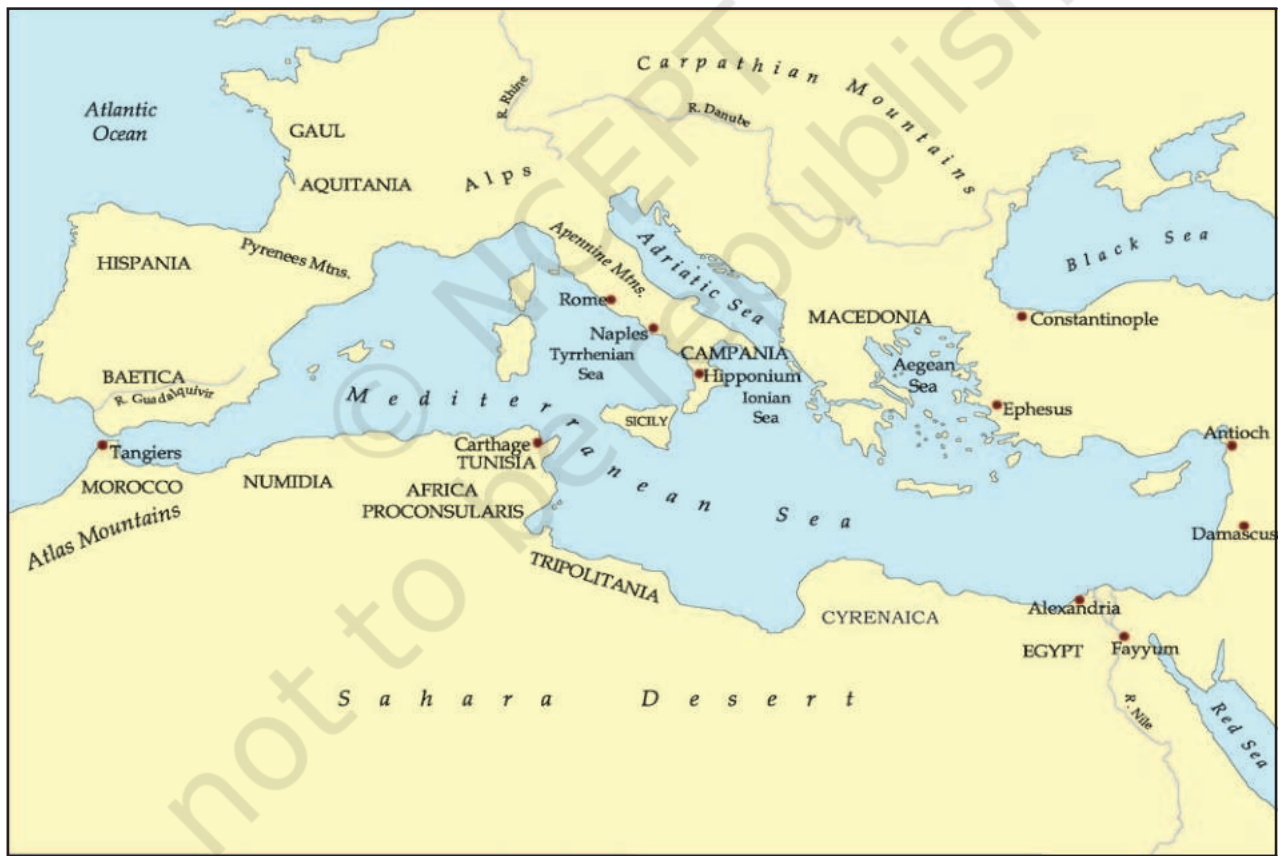 Atlantic
Ocean
GAUL
AQUITANIA
R. Rhine
Alps
Carpathian Mountains
R. Danube
HISPANIA
Pyrenees Mtns.
Apennine Mtns.
Adriatic Sea
Black Sea
Rome
Naples
MACEDONIA
Constantinople
Tyrrhenian
Sea
CAMPANIA
Hipponium
Ionian
Sea
Aegean
Sea
BAETICA
R. Guadalquivir
Mediterranean Sea
SICILY
Ephesus
Tangiers
MOROCCO
Atlas Mountains
NUMIDIA
Carthage
TUNISIA
AFRICA
PROCONSULARIS
Antioch
Damascus
TRIPOLITANIA
CYRENAICA
Alexandria
EGYPT
Fayyum
R. Nile
Red Sea
Sahara Desert
© NCERT
not to be republish